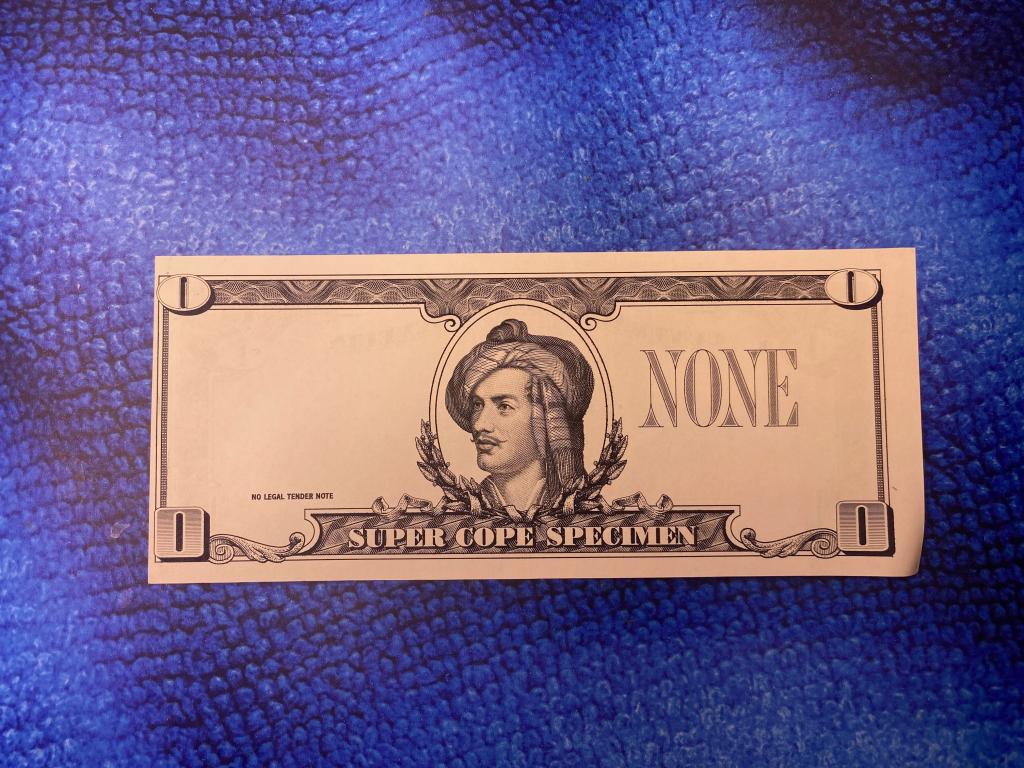 0 0
NONE
NO LEGAL TENDER NOTE
0 0
SUPER COPE SPECIMEN